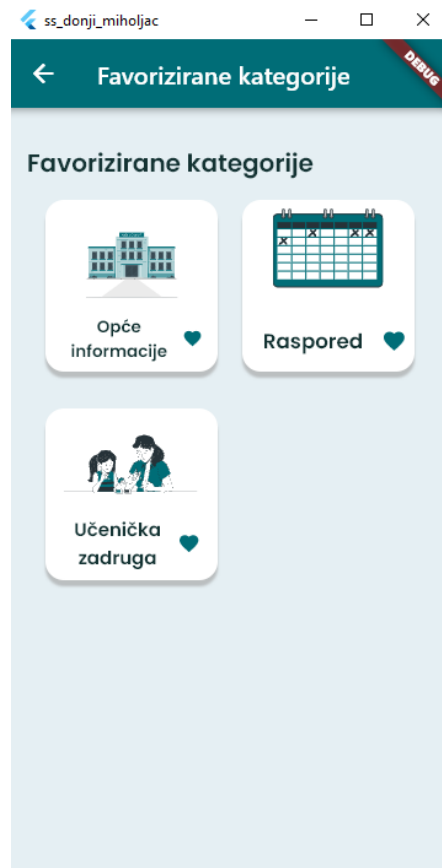 ss_donji_miholjac
Favorizirane kategorije
DEBUG
Favorizirane kategorije
Opće
informacije
Raspored
Učenička
zadruga